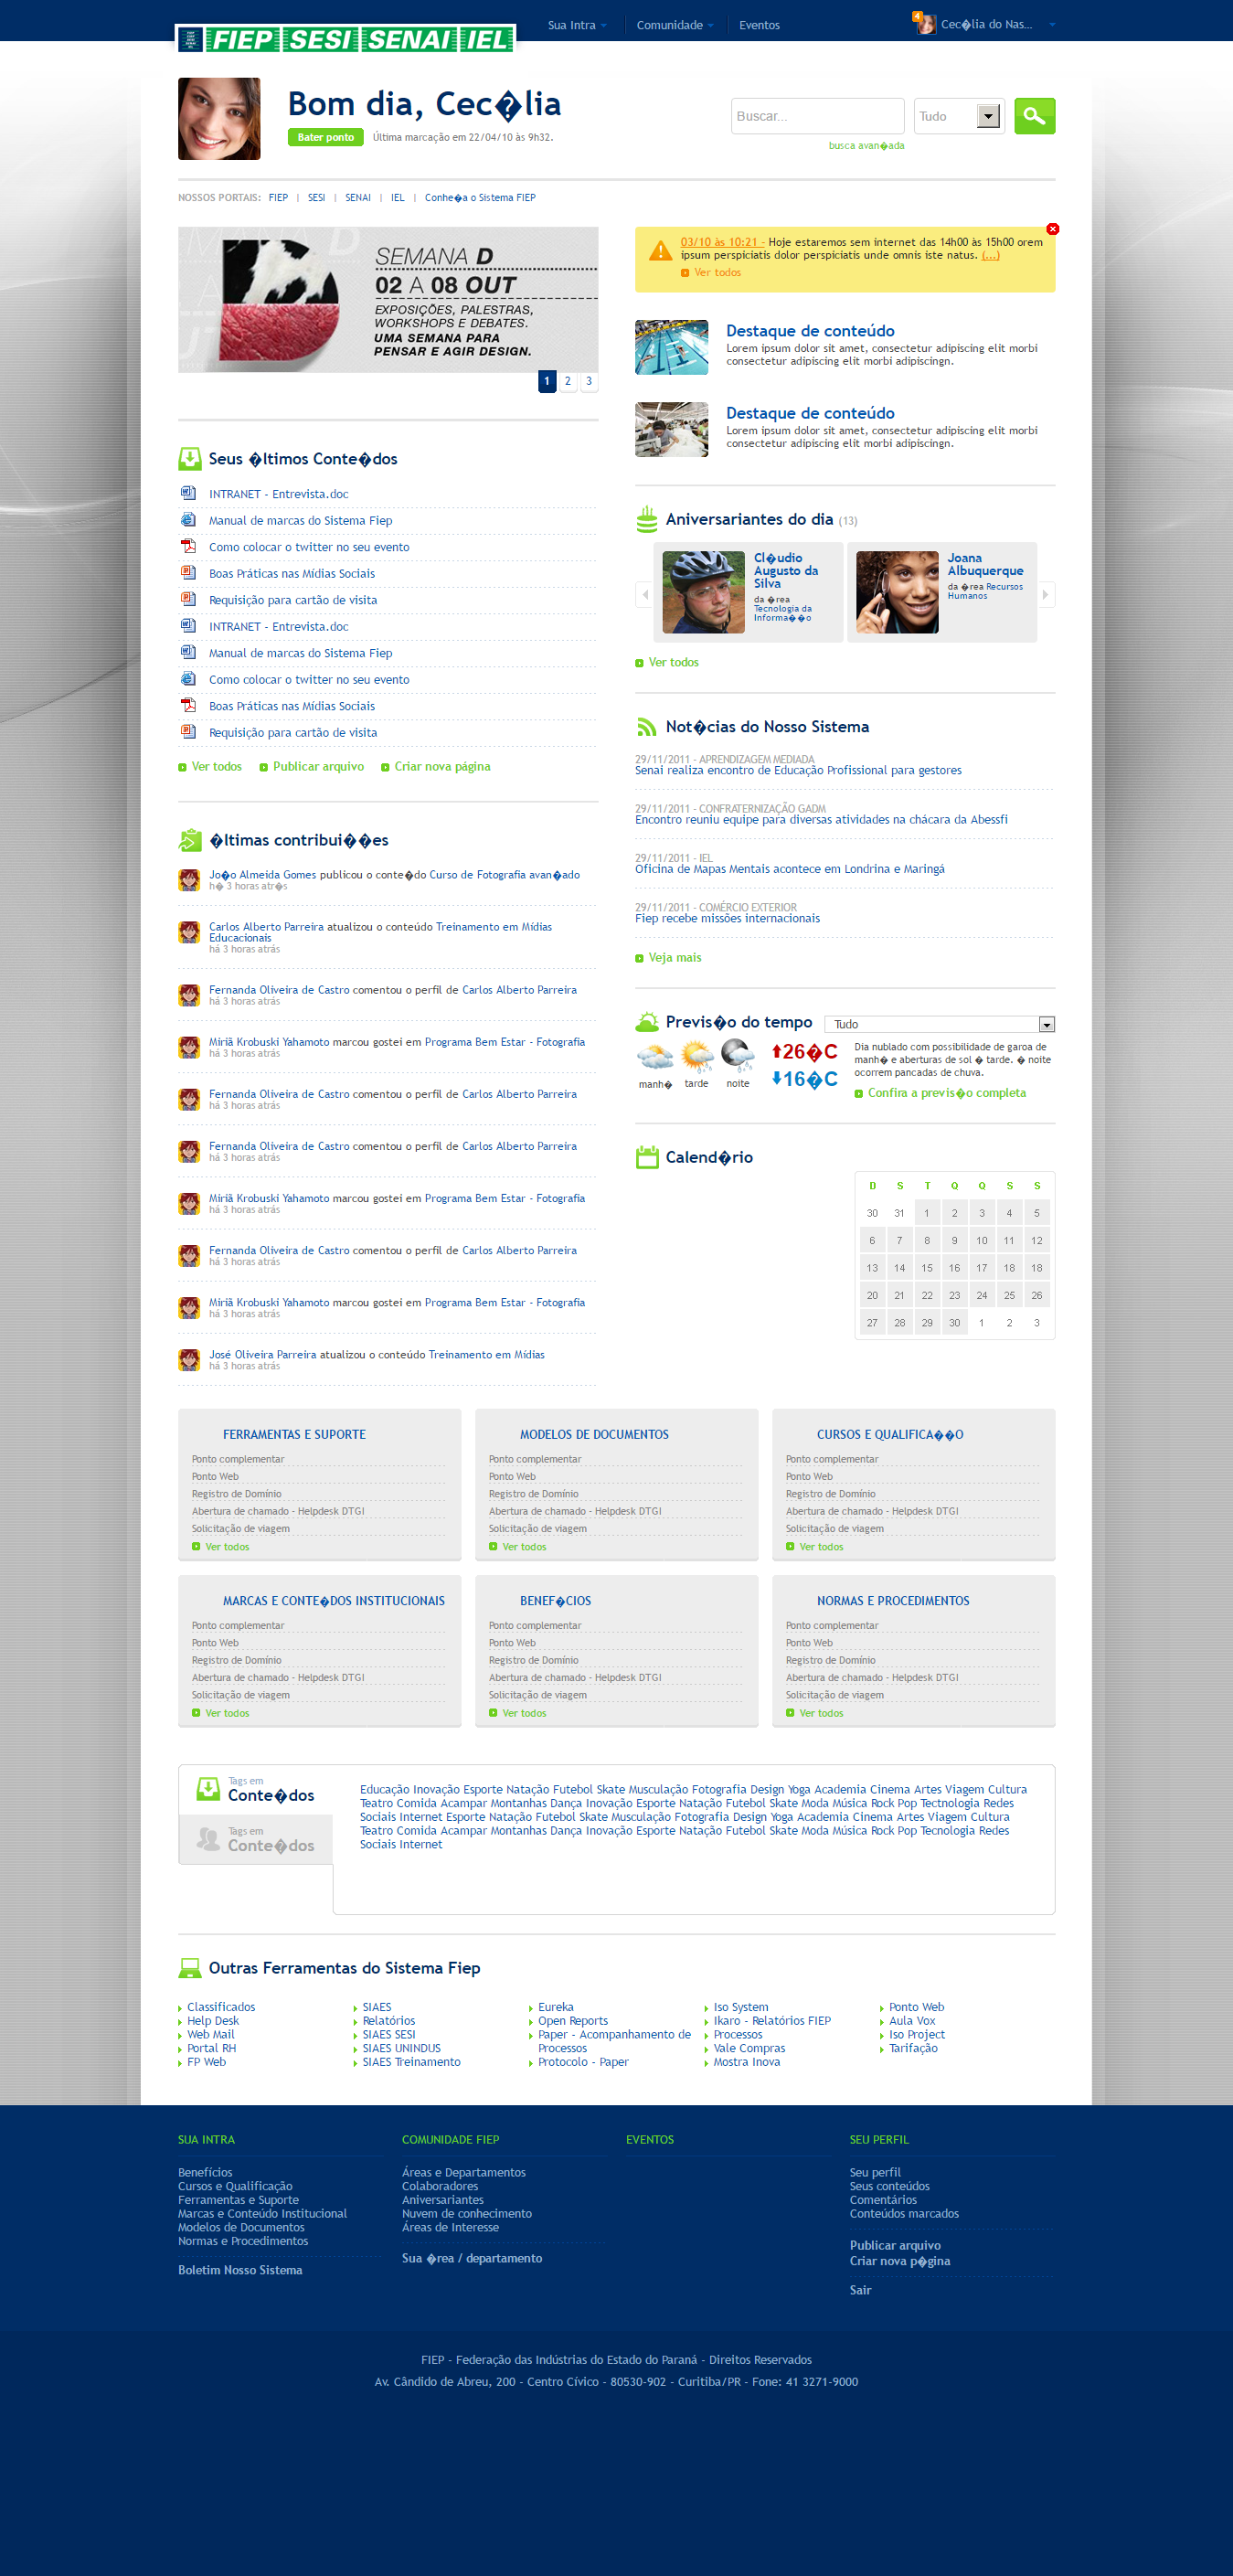 FIEP SESI SENAI IEL
Sua Intra
Comunidade
Eventos
4
Cec�lia do Nas...
Bom dia, Cec�lia
Bater ponto
Última marcação em 22/04/10 às 9h32.
Buscar...
Tudo
busca avan�ada
NOSSOS PORTAIS: FIEP | SESI | SENAI | IEL | Conhe�a o Sistema FIEP
SEMANA D
02 A 08 OUT
EXPOSIÇÕES, PALESTRAS,
WORKSHOPS E DEBATES.
UMA SEMANA PARA
PENSAR E AGIR DESIGN.
1 2 3
Seus �ltimos Conte�dos
INTRANET - Entrevista.doc
Manual de marcas do Sistema Fiep
Como colocar o twitter no seu evento
Boas Práticas nas Mídias Sociais
Requisição para cartão de visita
INTRANET - Entrevista.doc
Manual de marcas do Sistema Fiep
Como colocar o twitter no seu evento
Boas Práticas nas Mídias Sociais
Requisição para cartão de visita
Ver todos
Publicar arquivo
Criar nova página
�ltimas contribui��es
Jo�o Almeida Gomes publicou o conte�do Curso de Fotografia avan�ado
h� 3 horas atr�s
Carlos Alberto Parreira atualizou o conteúdo Treinamento em Mídias
Educacionais
há 3 horas atrás
Fernanda Oliveira de Castro comentou o perfil de Carlos Alberto Parreira
há 3 horas atrás
Miriã Krobuski Yahamoto marcou gostei em Programa Bem Estar - Fotografia
há 3 horas atrás
Fernanda Oliveira de Castro comentou o perfil de Carlos Alberto Parreira
há 3 horas atrás
Fernanda Oliveira de Castro comentou o perfil de Carlos Alberto Parreira
há 3 horas atrás
Miriã Krobuski Yahamoto marcou gostei em Programa Bem Estar - Fotografia
há 3 horas atrás
Fernanda Oliveira de Castro comentou o perfil de Carlos Alberto Parreira
há 3 horas atrás
Miriã Krobuski Yahamoto marcou gostei em Programa Bem Estar - Fotografia
há 3 horas atrás
José Oliveira Parreira atualizou o conteúdo Treinamento em Mídias
há 3 horas atrás
03/10 às 10:21 - Hoje estaremos sem internet das 14h00 às 15h00 orem
ipsum perspiciatis dolor perspiciatis unde omnis iste natus. (...)
Ver todos
Destaque de conteúdo
Lorem ipsum dolor sit amet, consectetur adipiscing elit morbi
consectetur adipiscing elit morbi adipiscingn.
Destaque de conteúdo
Lorem ipsum dolor sit amet, consectetur adipiscing elit morbi
consectetur adipiscing elit morbi adipiscingn.
Aniversariantes do dia (13)
Cl�udio
Augusto da
Silva
da �rea
Tecnologia da
Informa��o
Joana
Albuquerque
da �rea Recursos
Humanos
Ver todos
Not�cias do Nosso Sistema
29/11/2011 - APRENDIZAGEM MEDIADA
Senai realiza encontro de Educação Profissional para gestores
29/11/2011 - CONFRATERNIZAÇÃO GADM
Encontro reuniu equipe para diversas atividades na chácara da Abessfi
29/11/2011 - IEL
Oficina de Mapas Mentais acontece em Londrina e Maringá
29/11/2011 - COMÉRCIO EXTERIOR
Fiep recebe missões internacionais
Veja mais
Previs�o do tempo
Tudo
manh�
tarde
noite
26�C
16�C
Dia nublado com possibilidade de garoa de
manh� e aberturas de sol � tarde. � noite
ocorrem pancadas de chuva.
Confira a previs�o completa
Calend�rio
D S T Q Q S S
30 31 1 2 3 4 5
6 7 8 9 10 11 12
13 14 15 16 17 18 18
20 21 22 23 24 25 26
27 28 29 30 1 2 3
FERRAMENTAS E SUPORTE
Ponto complementar
Ponto Web
Registro de Domínio
Abertura de chamado - Helpdesk DTGI
Solicitação de viagem
Ver todos
MODELOS DE DOCUMENTOS
Ponto complementar
Ponto Web
Registro de Domínio
Abertura de chamado - Helpdesk DTGI
Solicitação de viagem
Ver todos
CURSOS E QUALIFICA��O
Ponto complementar
Ponto Web
Registro de Domínio
Abertura de chamado - Helpdesk DTGI
Solicitação de viagem
Ver todos
MARCAS E CONTE�DOS INSTITUCIONAIS
Ponto complementar
Ponto Web
Registro de Domínio
Abertura de chamado - Helpdesk DTGI
Solicitação de viagem
Ver todos
BENEF�CIOS
Ponto complementar
Ponto Web
Registro de Domínio
Abertura de chamado - Helpdesk DTGI
Solicitação de viagem
Ver todos
NORMAS E PROCEDIMENTOS
Ponto complementar
Ponto Web
Registro de Domínio
Abertura de chamado - Helpdesk DTGI
Solicitação de viagem
Ver todos
Tags em
Conte�dos
Tags em
Conte�dos
Educação Inovação Esporte Natação Futebol Skate Musculação Fotografia Design Yoga Academia Cinema Artes Viagem Cultura
Teatro Comida Acampar Montanhas Dança Inovação Esporte Natação Futebol Skate Moda Música Rock Pop Tectnologia Redes
Sociais Internet Esporte Natação Futebol Skate Musculação Fotografia Design Yoga Academia Cinema Artes Viagem Cultura
Teatro Comida Acampar Montanhas Dança Inovação Esporte Natação Futebol Skate Moda Música Rock Pop Tecnologia Redes
Sociais Internet
Outras Ferramentas do Sistema Fiep
Classificados
Help Desk
Web Mail
Portal RH
FP Web
SIAES
Relatórios
SIAES SESI
SIAES UNINDUS
SIAES Treinamento
Eureka
Open Reports
Paper - Acompanhamento de
Processos
Protocolo - Paper
Iso System
Ikaro - Relatórios FIEP
Processos
Vale Compras
Mostra Inova
Ponto Web
Aula Vox
Iso Project
Tarifação
SUA INTRA
Benefícios
Cursos e Qualificação
Ferramentas e Suporte
Marcas e Conteúdo Institucional
Modelos de Documentos
Normas e Procedimentos
Boletim Nosso Sistema
COMUNIDADE FIEP
Áreas e Departamentos
Colaboradores
Aniversariantes
Nuvem de conhecimento
Áreas de Interesse
Sua �rea / departamento
EVENTOS
SEU PERFIL
Seu perfil
Seus conteúdos
Comentários
Conteúdos marcados
Publicar arquivo
Criar nova p�gina
Sair
FIEP - Federação das Indústrias do Estado do Paraná - Direitos Reservados
Av. Cândido de Abreu, 200 - Centro Cívico - 80530-902 - Curitiba/PR - Fone: 41 3271-9000